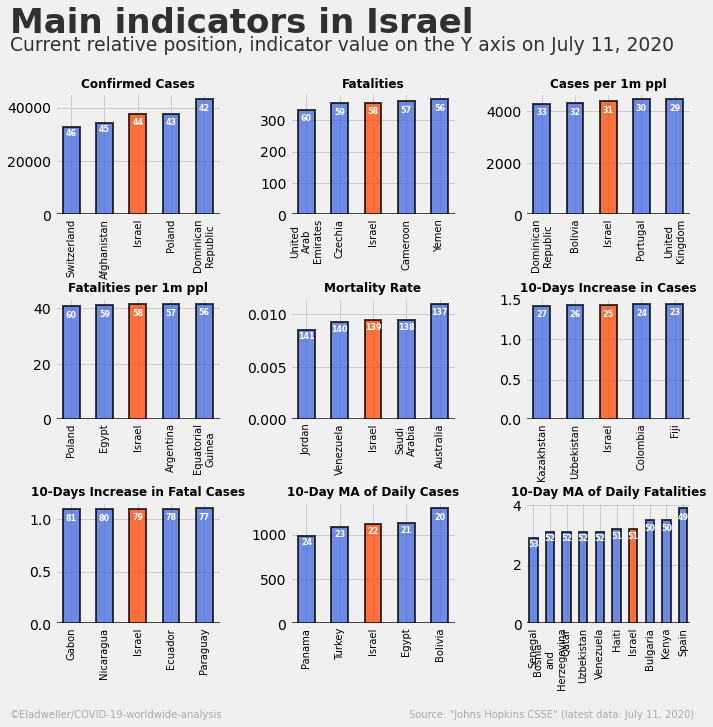 Main indicators in Israel
Current relative position, indicator value on the Y axis on July 11, 2020
Confirmed Cases
40000
20000
0
46
45
44
43
42
Switzerland
Afghanistan
Israel
Poland
Dominican
Republic
Fatalities
300
200
100
0
60
59
58
57
56
United
Arab
Emirates
Czechia
Israel
Cameroon
Yemen
Cases per 1m ppl
4000
2000
0
33
32
31
30
29
Dominican
Republic
Bolivia
Israel
Portugal
United
Kingdom
Fatalities per 1m ppl
40
20
0
60
59
58
57
56
Poland
Egypt
Israel
Argentina
Equatorial
Guinea
Mortality Rate
0.010
0.005
0.000
141
140
139
138
137
Jordan
Venezuela
Israel
Saudi
Arabia
Australia
10-Days Increase in Cases
1.5
1.0
0.5
0.0
27
26
25
24
23
Kazakhstan
Uzbekistan
Israel
Colombia
Fiji
10-Days Increase in Fatal Cases
1.0
0.5
0.0
81
80
79
78
77
Gabon
Nicaragua
Israel
Ecuador
Paraguay
10-Day MA of Daily Cases
1000
500
0
24
23
22
21
20
Panama
Turkey
Israel
Egypt
Bolivia
10-Day MA of Daily Fatalities
4
2
0
53
52
52
52
52
51
51
50
50
49
Senegal
Bosnia
and
Herzegovina
Qatar
Uzbekistan
Venezuela
Haiti
Israel
Bulgaria
Kenya
Spain
©Eladweller/COVID-19-worldwide-analysis
Source: "Johns Hopkins CSSE" (latest data: July 11, 2020)